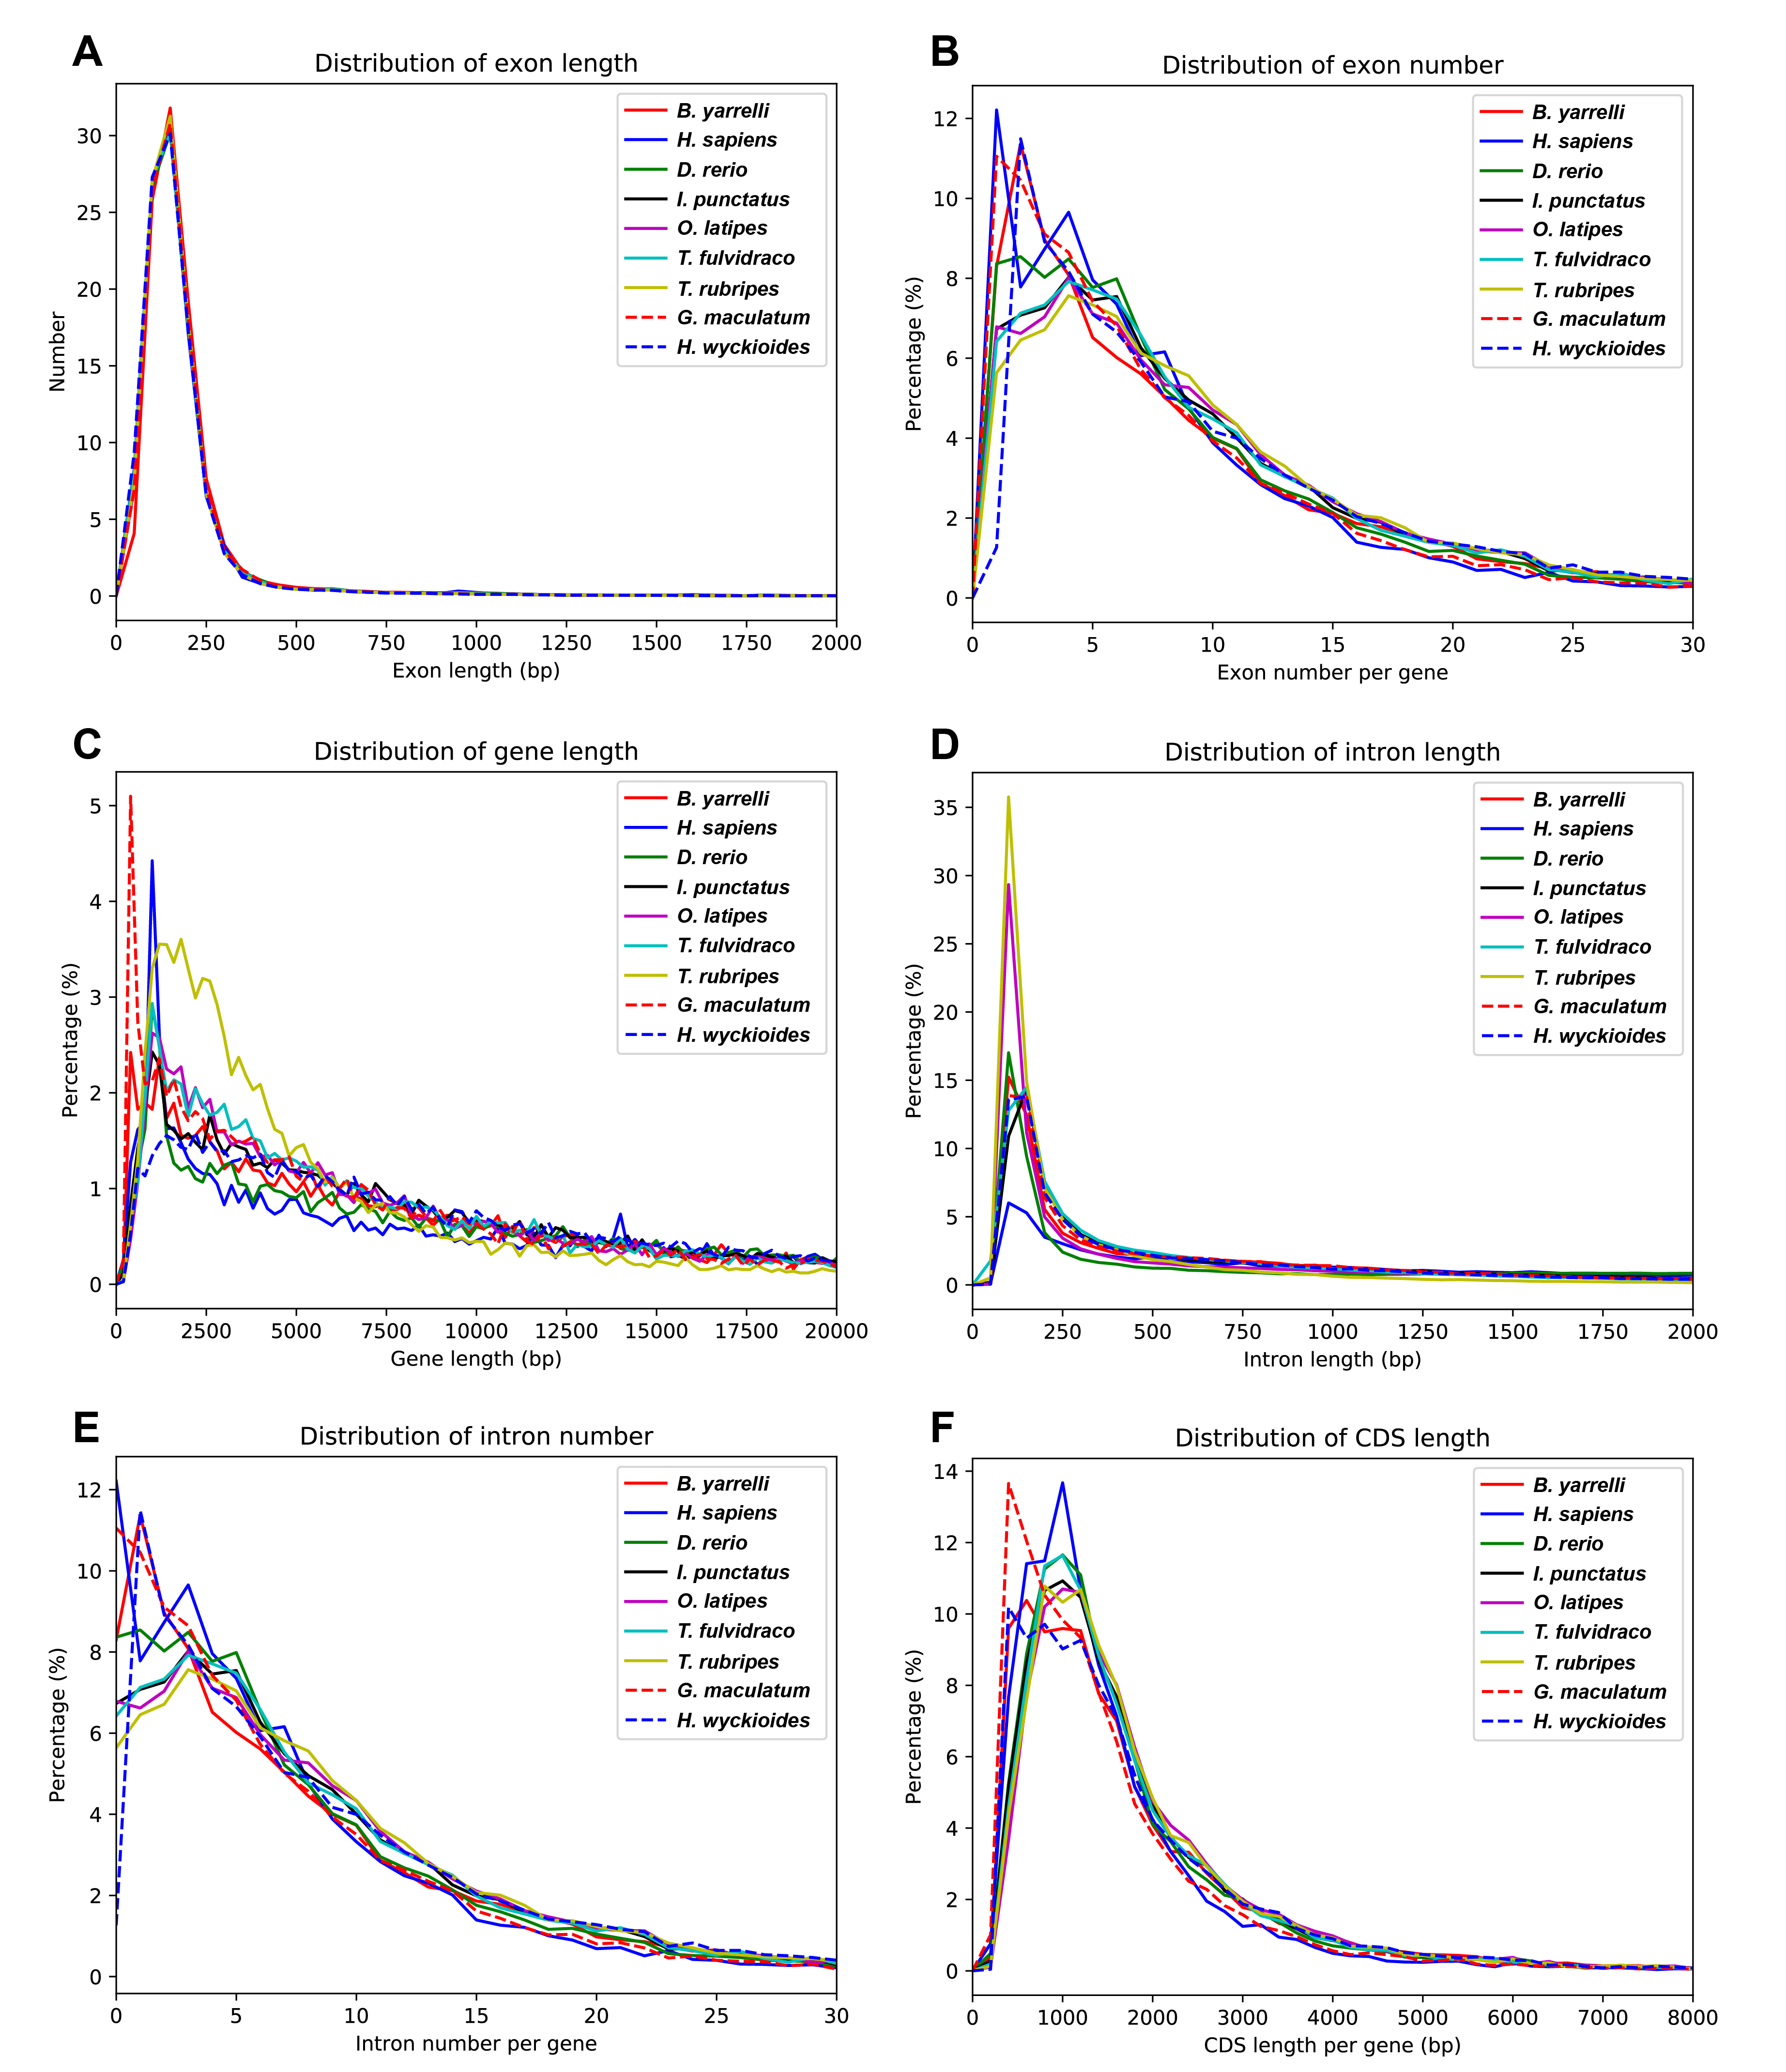 A
Distribution of exon length
30
25
20
15
10
5
0
Number
0 250 500 750 1000 1250 1500 1750 2000
Exon length (bp)
B. yarrelli
H. sapiens
D. rerio
I. punctatus
O. latipes
T. fulvidraco
T. rubripes
G. maculatum
H. wyckioides
B
Distribution of exon number
12
10
8
6
4
2
0
Percentage (%)
0 5 10 15 20 25 30
Exon number per gene
B. yarrelli
H. sapiens
D. rerio
I. punctatus
O. latipes
T. fulvidraco
T. rubripes
G. maculatum
H. wyckioides
C
Distribution of gene length
5
4
3
2
1
0
Percentage (%)
0 2500 5000 7500 10000 12500 15000 17500 20000
Gene length (bp)
B. yarrelli
H. sapiens
D. rerio
I. punctatus
O. latipes
T. fulvidraco
T. rubripes
G. maculatum
H. wyckioides
D
Distribution of intron length
35
30
25
20
15
10
5
0
Percentage (%)
0 250 500 750 1000 1250 1500 1750 2000
Intron length (bp)
B. yarrelli
H. sapiens
D. rerio
I. punctatus
O. latipes
T. fulvidraco
T. rubripes
G. maculatum
H. wyckioides
E
Distribution of intron number
12
10
8
6
4
2
0
Percentage (%)
0 5 10 15 20 25 30
Intron number per gene
B. yarrelli
H. sapiens
D. rerio
I. punctatus
O. latipes
T. fulvidraco
T. rubripes
G. maculatum
H. wyckioides
F
Distribution of CDS length
14
12
10
8
6
4
2
0
Percentage (%)
0 1000 2000 3000 4000 5000 6000 7000 8000
CDS length per gene (bp)
B. yarrelli
H. sapiens
D. rerio
I. punctatus
O. latipes
T. fulvidraco
T. rubripes
G. maculatum
H. wyckioides